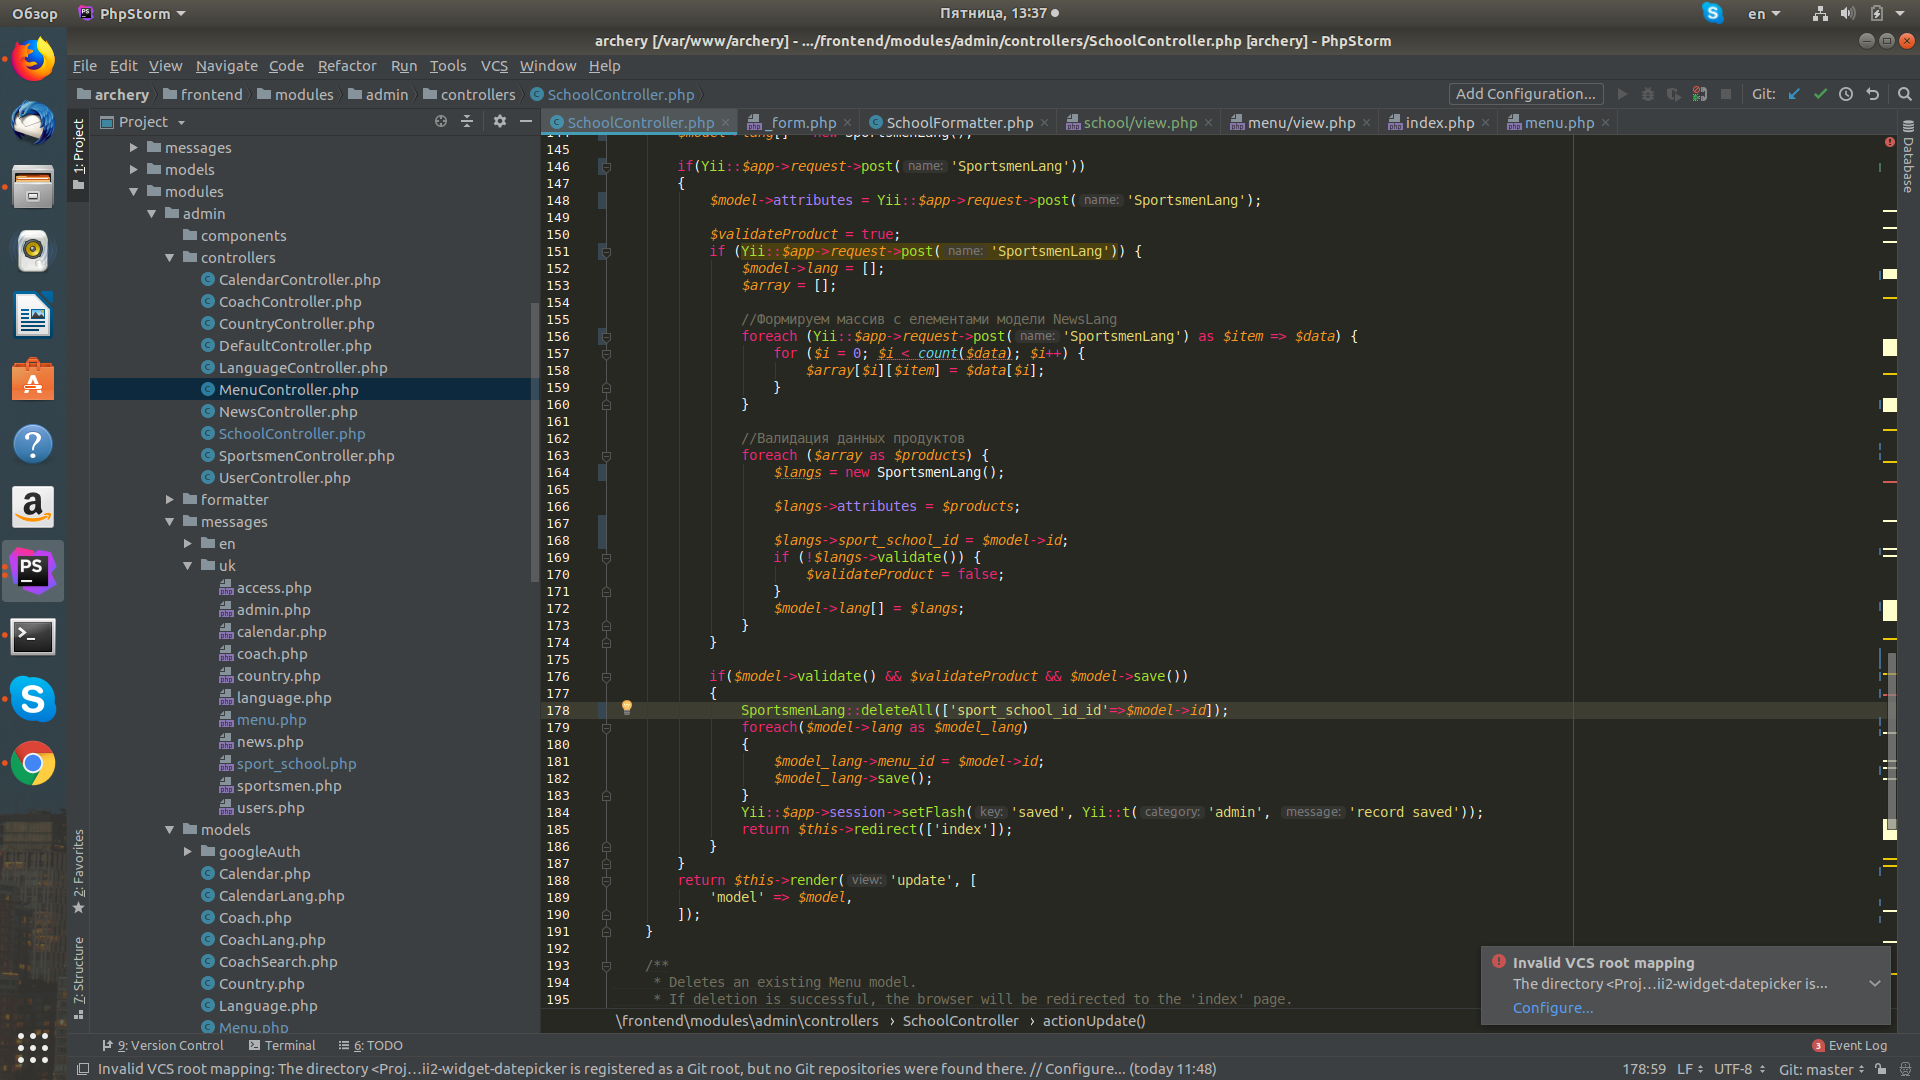 Обзор
PhpStorm
Пятница, 13:37
en
archery [/var/www/archery] - .../frontend/modules/admin/controllers/SchoolController.php [archery] - PhpStorm
File Edit View Navigate Code Refactor Run Tools VCS Window Help
archery frontend modules admin controllers SchoolController.php
Add Configuration...
Git:
1: Project
Project
SchoolController.php _form.php SchoolFormatter.php school/view.php menu/view.php index.php menu.php
Database
messages
models
modules
admin
components
controllers
CalendarController.php
CoachController.php
CountryController.php
DefaultController.php
LanguageController.php
MenuController.php
NewsController.php
SchoolController.php
SportsmenController.php
UserController.php
formatter
messages
en
uk
access.php
admin.php
calendar.php
coach.php
country.php
language.php
menu.php
news.php
sport_school.php
sportsmen.php
users.php
models
googleAuth
Calendar.php
CalendarLang.php
Coach.php
CoachLang.php
CoachSearch.php
Country.php
Language.php
Menu.php
2: Favorites
7: Structure
145
146 if(Yii::$app->request->post( name: 'SportsmenLang'))
147 {
148 $model->attributes = Yii::$app->request->post( name: 'SportsmenLang');
149
150 $validateProduct = true;
151 if (Yii::$app->request->post( name: 'SportsmenLang')) {
152 $model->lang = [];
153 $array = [];
154
155 //Формируем массив с елементами модели NewsLang
156 foreach (Yii::$app->request->post( name: 'SportsmenLang') as $item => $data) {
157 for ($i = 0; $i < count($data); $i++) {
158 $array[$i][$item] = $data[$i];
159 }
160 }
161
162 //Валидация данных продуктов
163 foreach ($array as $products) {
164 $langs = new SportsmenLang();
165
166 $langs->attributes = $products;
167
168 $langs->sport_school_id = $model->id;
169 if (!$langs->validate()) {
170 $validateProduct = false;
171 }
172 $model->lang[] = $langs;
173 }
174 }
175
176 if($model->validate() && $validateProduct && $model->save())
177 {
178 SportsmenLang::deleteAll(['sport_school_id_id'=>$model->id]);
179 foreach($model->lang as $model_lang)
180 {
181 $model_lang->menu_id = $model->id;
182 $model_lang->save();
183 }
184 Yii::$app->session->setFlash( key: 'saved', Yii::t( category: 'admin', message: 'record saved'));
185 return $this->redirect(['index']);
186 }
187 }
188 return $this->render( view: 'update', [
189 'model' => $model,
190 ]);
191 }
192
193 /**
194 * Deletes an existing Menu model.
195 * If deletion is successful, the browser will be redirected to the 'index' page.
Invalid VCS root mapping
The directory <Proj...ii2-widget-datepicker is...
Configure...
\frontend\modules\admin\controllers › SchoolController › actionUpdate()
9: Version Control Terminal 6: TODO
3 Event Log
Invalid VCS root mapping: The directory <Proj...ii2-widget-datepicker is registered as a Git root, but no Git repositories were found there. // Configure... (today 11:48)
178:59 LF UTF-8 Git: master